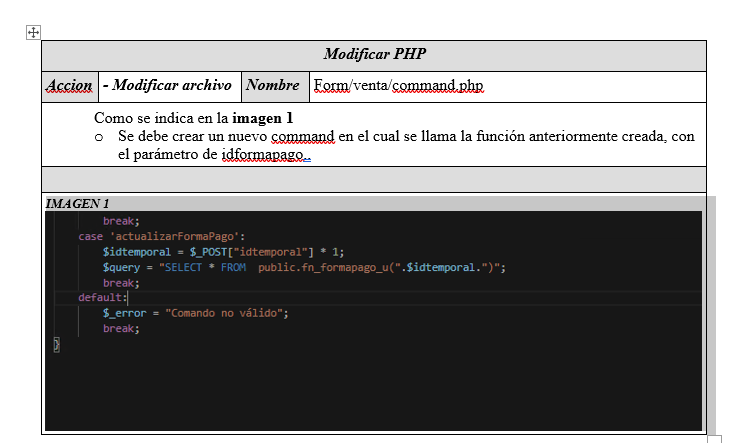 Modificar PHP
Accion - Modificar archivo Nombre Form/venta/command.php
Como se indica en la imagen 1
o Se debe crear un nuevo command en el cual se llama la función anteriormente creada, con
el parámetro de idformapago..
IMAGEN 1
break;
case 'actualizarFormaPago':
$idtemporal = $_POST["idtemporal"] * 1;
$query = "SELECT * FROM  public.fn_formapago_u(".$idtemporal.")";
break;
default:
$_error = "Comando no válido";
break;
}